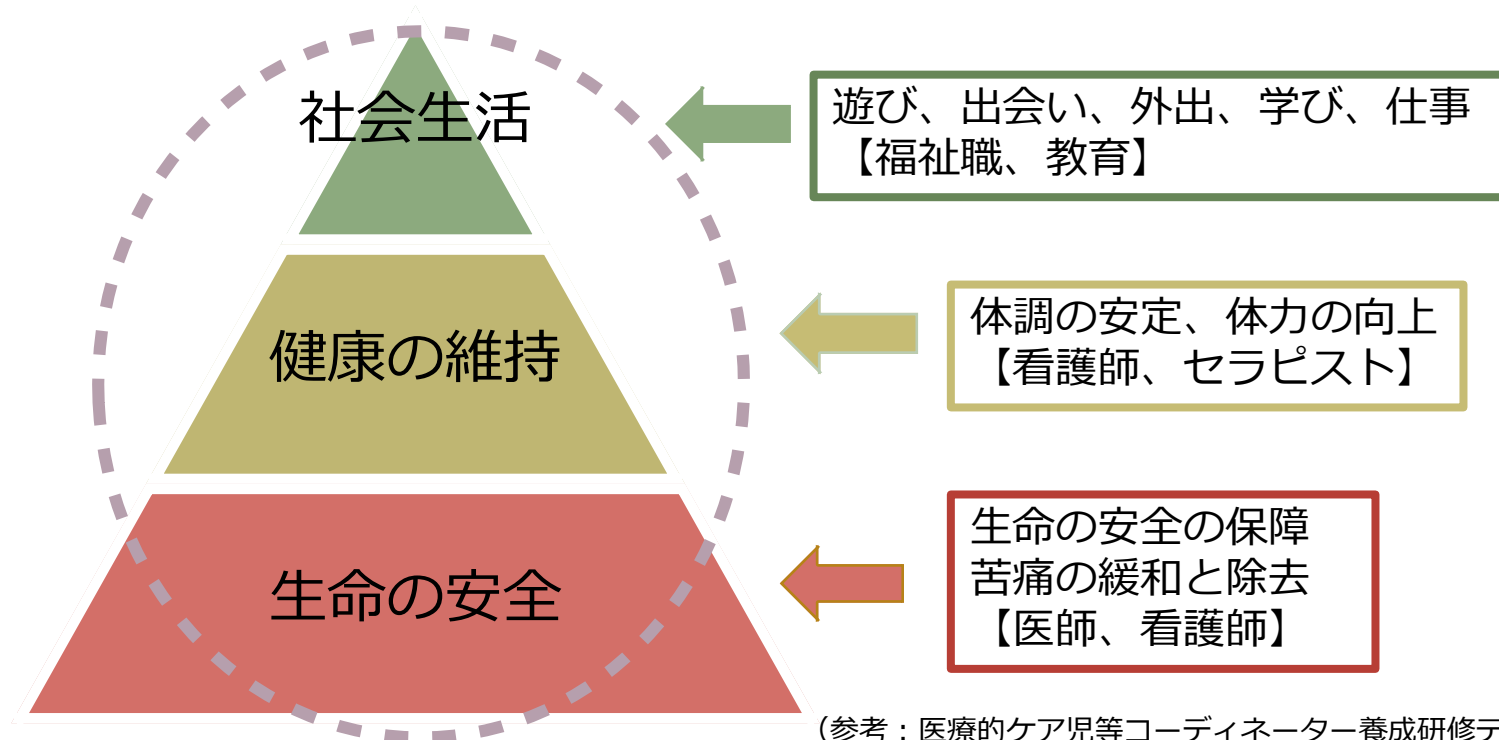 社会生活
遊び、出会い、外出、学び、仕事
【福祉職、教育】
健康の維持
体調の安定、体力の向上
【看護師、セラピスト】
生命の安全
生命の安全の保障
苦痛の緩和と除去
【医師、看護師】
（参考：医療的ケア児等コーディネーター養成研修テ